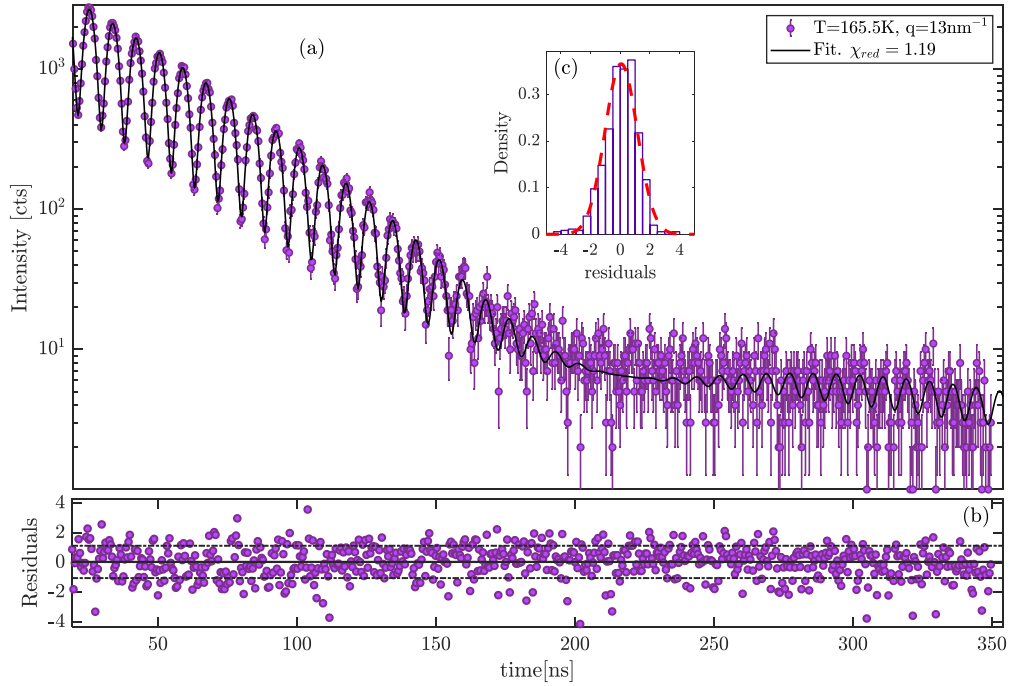 (a)
T=165.5K, q=13nm⁻¹
Fit. χ_red = 1.19
10³
10²
10¹
Intensity [cts]
(c)
0.3
0.2
0.1
0
Density
-4 -2 0 2 4
residuals
(b)
4
2
0
-2
-4
Residuals
50 100 150 200 250 300 350
time[ns]